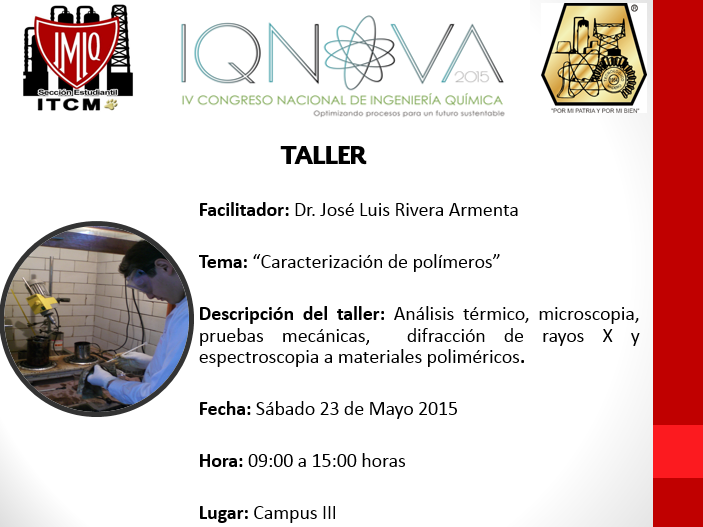 IMIQ
Sección Estudiantil
ITCM
IQNOVA
2015
IV CONGRESO NACIONAL DE INGENIERÍA QUÍMICA
Optimizando procesos para un futuro sustentable
®
"POR MI PATRIA Y POR MI BIEN"
TALLER
Facilitador: Dr. José Luis Rivera Armenta
Tema: “Caracterización de polímeros”
Descripción del taller: Análisis térmico, microscopia,
pruebas mecánicas, difracción de rayos X y
espectroscopia a materiales poliméricos.
Fecha: Sábado 23 de Mayo 2015
Hora: 09:00 a 15:00 horas
Lugar: Campus III